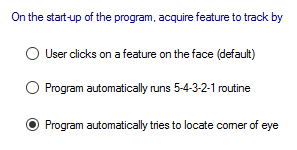 On the start-up of the program, acquire feature to track by
User clicks on a feature on the face (default)
Program automatically runs 5-4-3-2-1 routine
Program automatically tries to locate corner of eye